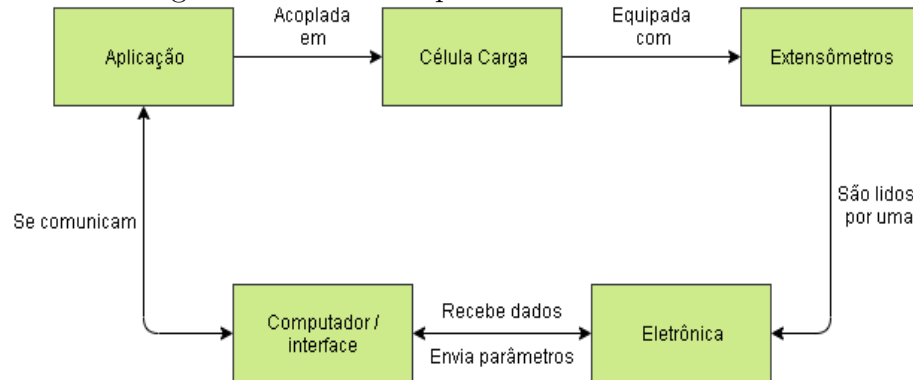 Acoplada
em
Equipada
com
Aplicação
Célula Carga
Extensômetros
Se comunicam
São lidos
por uma
Computador /
interface
Recebe dados
Envia parâmetros
Eletrônica